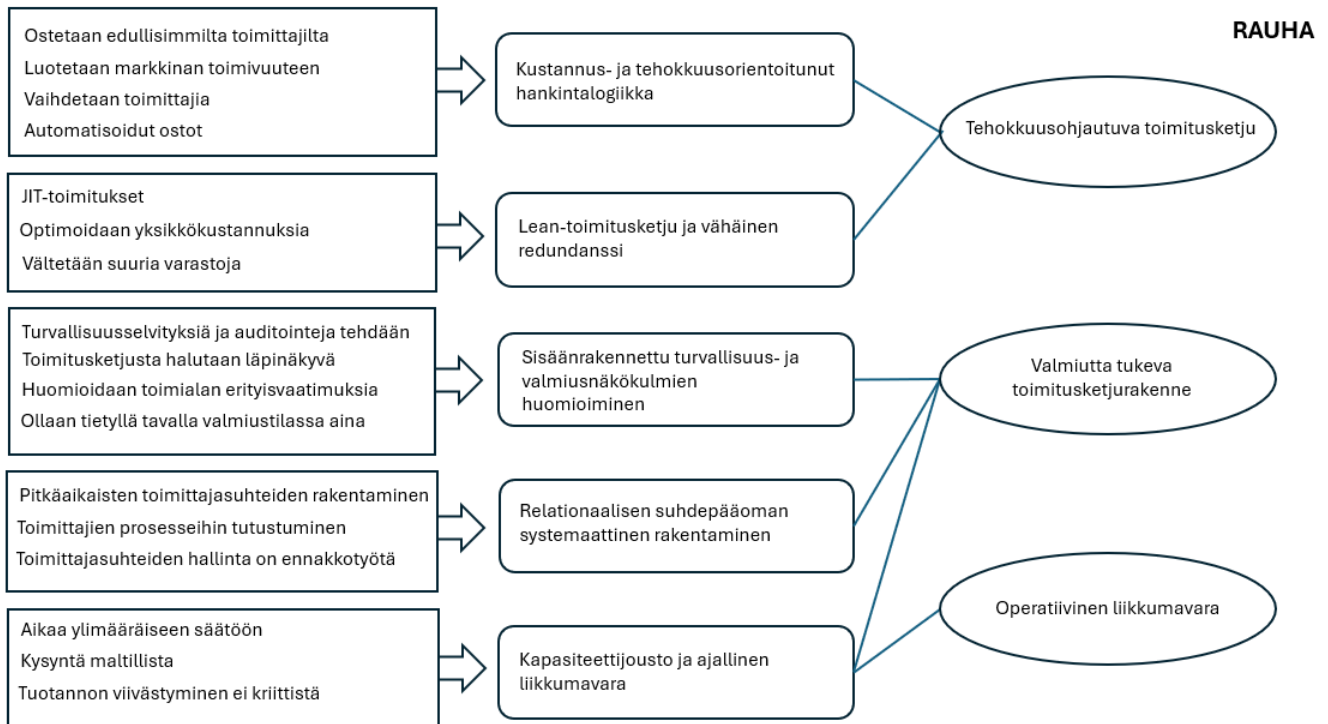 RAUHA
Ostetaan edullisimmilta toimittajilta
Luotetaan markkinan toimivuuteen
Vaihdetaan toimittajia
Automatisoidut ostot
Kustannus- ja tehokkuusorientoitunut
hankintalogiikka
Tehokkuusohjautuva toimitusketju
JIT-toimitukset
Optimoidaan yksikkökustannuksia
Vältetään suuria varastoja
Lean-toimitusketju ja vähäinen
redundanssi
Turvallisuusselvityksiä ja auditointeja tehdään
Toimitusketjusta halutaan läpinäkyvä
Huomioidaan toimialan erityisvaatimuksia
Ollaan tietyllä tavalla valmiustilassa aina
Sisäänrakennettu turvallisuus- ja
valmiusnäkökulmien
huomioiminen
Valmiutta tukeva
toimitusketjurakenne
Pitkäaikaisten toimittajasuhteiden rakentaminen
Toimittajien prosesseihin tutustuminen
Toimittajasuhteiden hallinta on ennakkotyötä
Relationaalisen suhdepääoman
systemaattinen rakentaminen
Operatiivinen liikkumavara
Aikaa ylimääräiseen säätöön
Kysyntä maltillista
Tuotannon viivästyminen ei kriittistä
Kapasiteettijousto ja ajallinen
liikkumavara